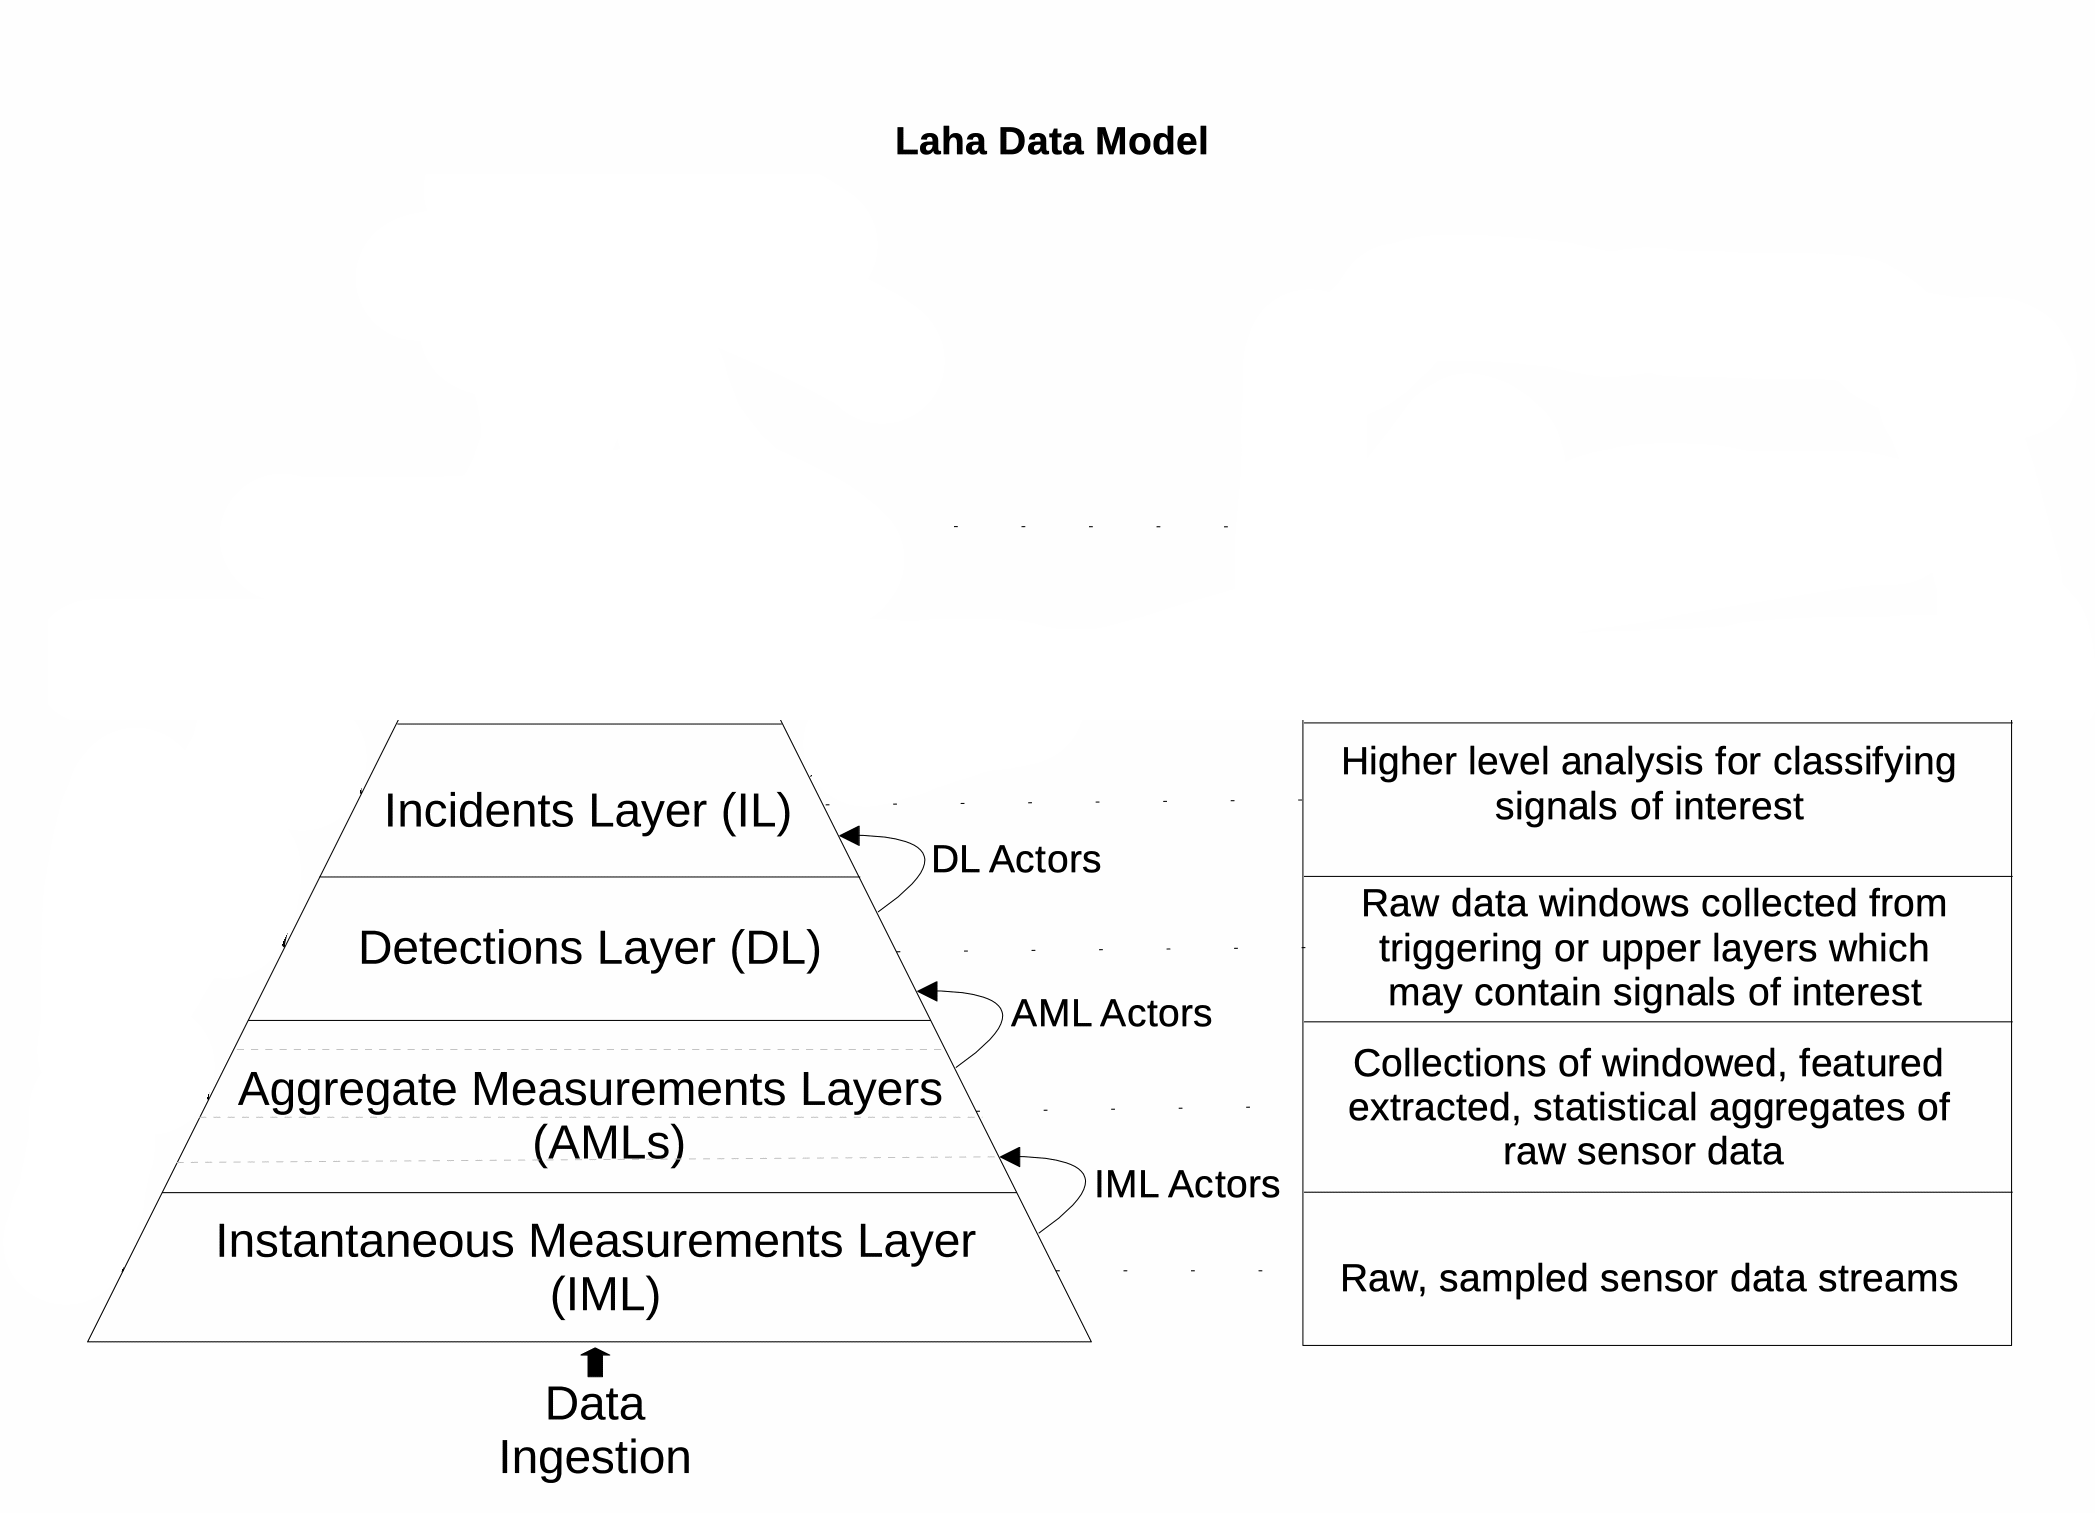 Laha Data Model
Incidents Layer (IL)
Higher level analysis for classifying
signals of interest
DL Actors
Detections Layer (DL)
Raw data windows collected from
triggering or upper layers which
may contain signals of interest
AML Actors
Aggregate Measurements Layers
(AMLs)
Collections of windowed, featured
extracted, statistical aggregates of
raw sensor data
IML Actors
Instantaneous Measurements Layer
(IML)
Raw, sampled sensor data streams
Data
Ingestion